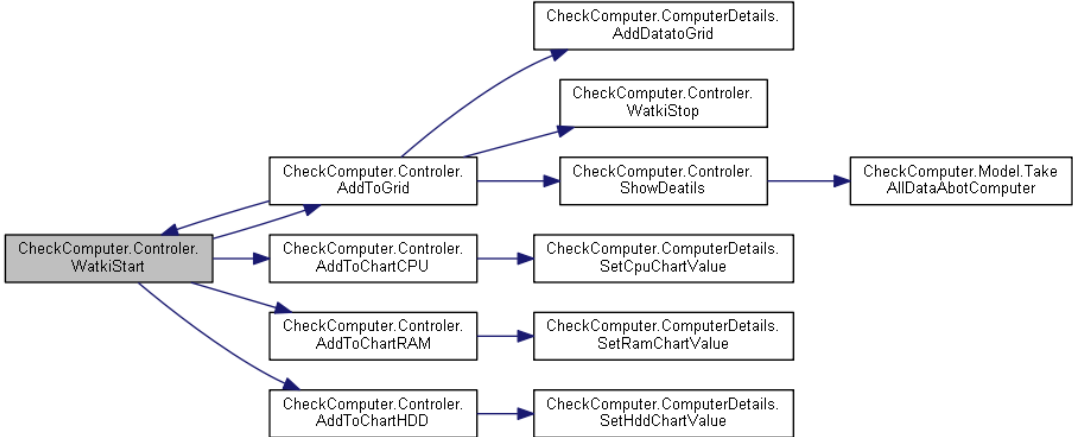 CheckComputer.ComputerDetails.
AddDatatoGrid
CheckComputer.Controler.
WatkiStop
CheckComputer.Controler.
AddToGrid
CheckComputer.Controler.
ShowDeatils
CheckComputer.Model.Take
AllDataAbotComputer
CheckComputer.Controler.
WatkiStart
CheckComputer.Controler.
AddToChartCPU
CheckComputer.ComputerDetails.
SetCpuChartValue
CheckComputer.Controler.
AddToChartRAM
CheckComputer.ComputerDetails.
SetRamChartValue
CheckComputer.Controler.
AddToChartHDD
CheckComputer.ComputerDetails.
SetHddChartValue